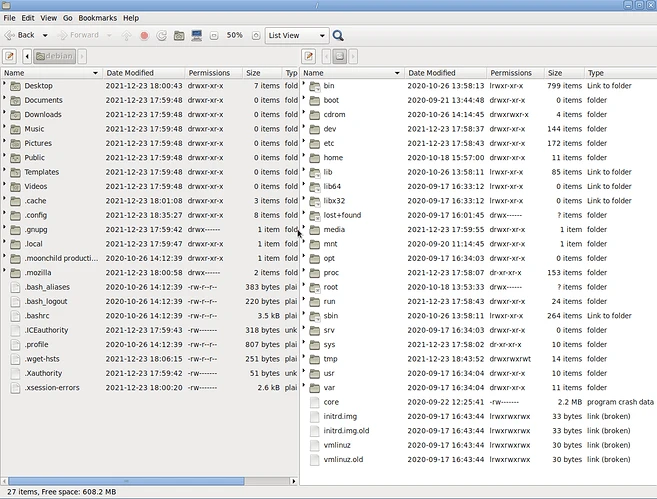 /
File Edit View Go Bookmarks Help
Back Forward 50% List View
debian
Name Date Modified Permissions Size Typ
Desktop 2021-12-23 18:00:43 drwxr-xr-x 7 items fold
Documents 2021-12-23 17:59:48 drwxr-xr-x 0 items fold
Downloads 2021-12-23 17:59:48 drwxr-xr-x 0 items fold
Music 2021-12-23 17:59:48 drwxr-xr-x 0 items fold
Pictures 2021-12-23 17:59:48 drwxr-xr-x 0 items fold
Public 2021-12-23 17:59:48 drwxr-xr-x 0 items fold
Templates 2021-12-23 17:59:48 drwxr-xr-x 0 items fold
Videos 2021-12-23 17:59:48 drwxr-xr-x 0 items fold
.cache 2021-12-23 18:01:08 drwxr-xr-x 3 items fold
.config 2021-12-23 18:35:27 drwxr-xr-x 8 items fold
.gnupg 2021-12-23 17:59:42 drwx------ 1 item fold
.local 2021-12-23 17:59:47 drwxr-xr-x 1 item fold
.moonchild producti... 2020-10-26 14:12:39 drwxr-xr-x 1 item fold
.mozilla 2021-12-23 18:00:58 drwx------ 2 items fold
.bash_aliases 2020-10-26 14:12:39 -rw-r--r-- 383 bytes plai
.bash_logout 2020-10-26 14:12:39 -rw-r--r-- 220 bytes plai
.bashrc 2020-10-26 14:12:39 -rw-r--r-- 3.5 kB plai
.ICEauthority 2021-12-23 17:59:43 -rw------- 318 bytes unk
.profile 2020-10-26 14:12:39 -rw-r--r-- 807 bytes plai
.wget-hsts 2021-12-23 18:06:15 -rw-r--r-- 251 bytes plai
.Xauthority 2021-12-23 17:59:42 -rw------- 51 bytes unk
.xsession-errors 2021-12-23 18:00:20 -rw------- 2.6 kB plai
Name Date Modified Permissions Size Type
bin 2020-10-26 13:58:13 lrwxr-xr-x 799 items Link to folder
boot 2020-09-21 13:44:48 drwxr-xr-x 0 items folder
cdrom 2020-10-26 14:14:45 drwxrwxr-x 4 items folder
dev 2021-12-23 17:58:37 drwxr-xr-x 144 items folder
etc 2021-12-23 17:58:43 drwxr-xr-x 172 items folder
home 2020-10-18 15:57:00 drwxr-xr-x 11 items folder
lib 2020-10-26 13:58:11 lrwxr-xr-x 85 items Link to folder
lib64 2020-09-17 16:33:12 lrwxr-xr-x 0 items Link to folder
libx32 2020-09-17 16:33:12 lrwxr-xr-x 0 items Link to folder
lost+found 2020-09-17 16:01:45 drwx------ ? items folder
media 2021-12-23 17:59:55 drwxr-xr-x 1 item folder
mnt 2020-09-20 11:14:45 drwxr-xr-x 1 item folder
opt 2020-09-17 16:34:03 drwxr-xr-x 0 items folder
proc 2021-12-23 17:58:07 dr-xr-xr-x 153 items folder
root 2020-10-18 13:53:33 drwx------ ? items folder
run 2021-12-23 17:58:43 drwxr-xr-x 24 items folder
sbin 2020-10-26 13:58:11 lrwxr-xr-x 264 items Link to folder
srv 2020-09-17 16:34:03 drwxr-xr-x 0 items folder
sys 2021-12-23 17:58:02 dr-xr-xr-x 10 items folder
tmp 2021-12-23 18:43:52 drwxrwxrwt 14 items folder
usr 2020-09-17 16:34:03 drwxr-xr-x 10 items folder
var 2020-09-17 16:34:03 drwxr-xr-x 11 items folder
core 2020-09-22 12:25:41 -rw------- 2.2 MB program crash data
initrd.img 2020-09-17 16:43:44 lrwxrwxrwx 33 bytes link (broken)
initrd.img.old 2020-09-17 16:43:44 lrwxrwxrwx 33 bytes link (broken)
vmlinuz 2020-09-17 16:43:44 lrwxrwxrwx 30 bytes link (broken)
vmlinuz.old 2020-09-17 16:43:44 lrwxrwxrwx 30 bytes link (broken)
27 items, Free space: 608.2 MB